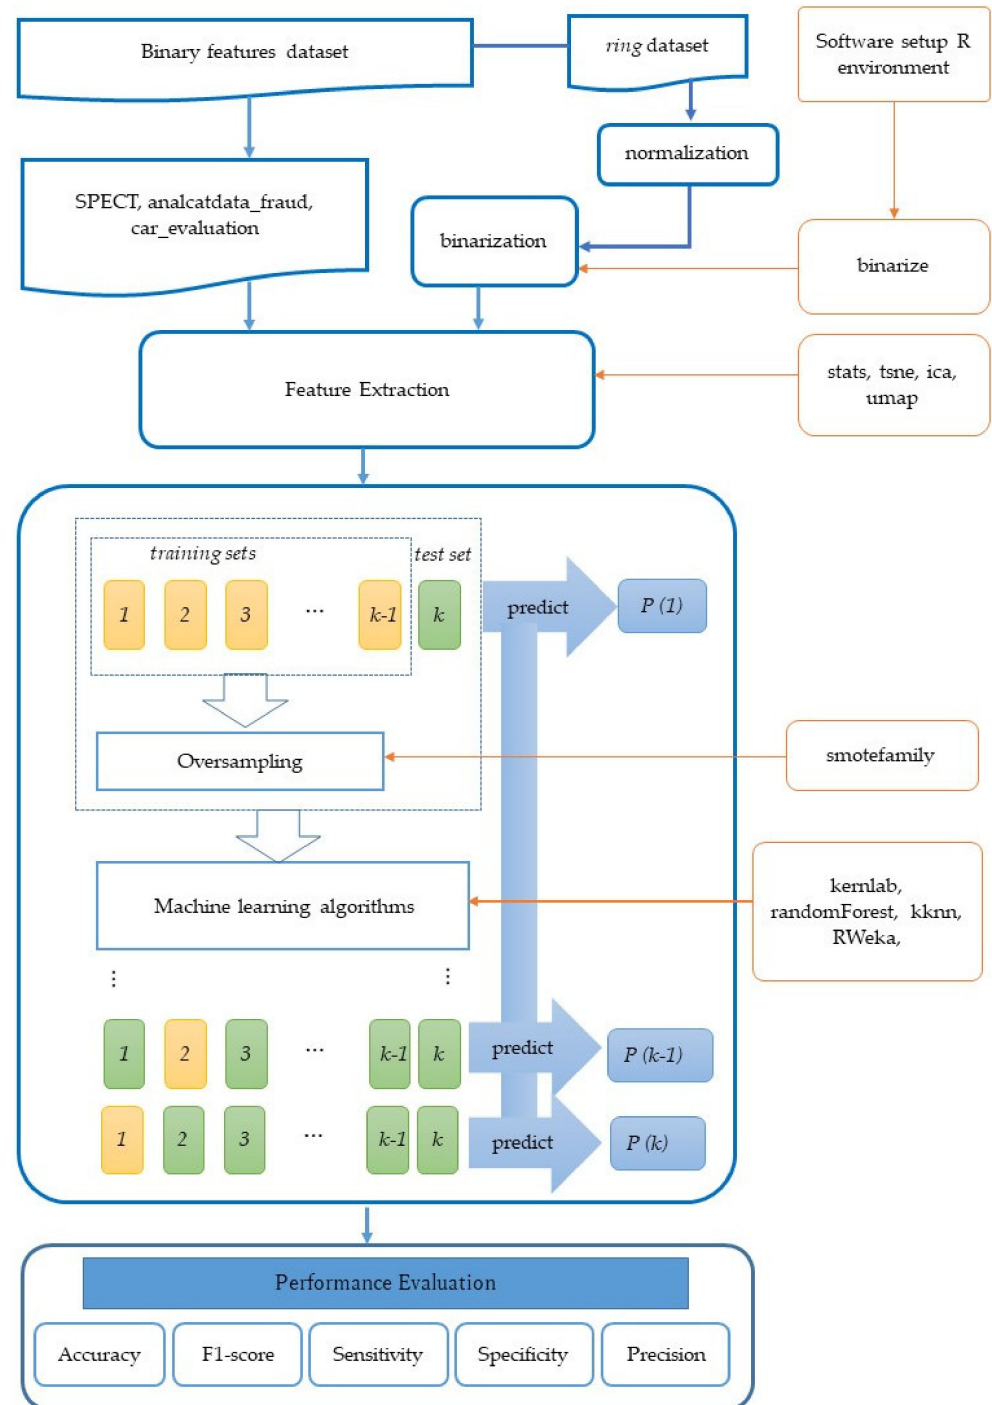 Binary features dataset
ring dataset
Software setup R
environment
normalization
SPECT, analcatdata_fraud,
car_evaluation
binarization
binarize
Feature Extraction
stats, tsne, ica,
umap
training sets
test set
1 2 3 ... k-1 k
predict
P (1)
Oversampling
smotefamily
Machine learning algorithms
kernlab,
randomForest, kknn,
RWeka,
⋮ ⋮
1 2 3 ... k-1 k
predict
P (k-1)
1 2 3 ... k-1 k
predict
P (k)
Performance Evaluation
Accuracy
F1-score
Sensitivity
Specificity
Precision